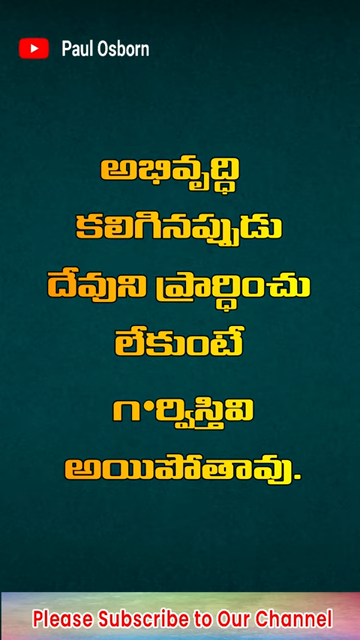 Paul Osborn
అభివృద్ధి
కలిగినప్పుడు
దేవుని ప్రార్ధించు
లేకుంటే
గర్విస్తివి
అయిపోతావు.
Please Subscribe to Our Channel